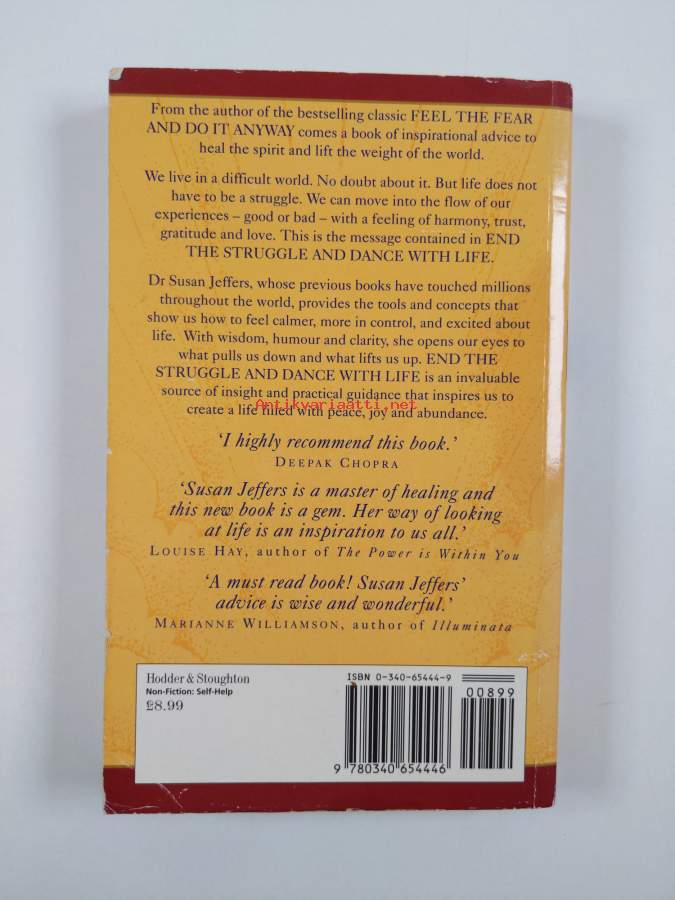 From the author of the bestselling classic FEEL THE FEAR
AND DO IT ANYWAY comes a book of inspirational advice to
heal the spirit and lift the weight of the world.
We live in a difficult world. No doubt about it. But life does not
have to be a struggle. We can move into the flow of our
experiences – good or bad – with a feeling of harmony, trust,
gratitude and love. This is the message contained in END
THE STRUGGLE AND DANCE WITH LIFE.
Dr Susan Jeffers, whose previous books have touched millions
throughout the world, provides the tools and concepts that
show us how to feel calmer, more in control, and excited about
life. With wisdom, humour and clarity, she opens our eyes to
what pulls us down and what lifts us up. END THE
STRUGGLE AND DANCE WITH LIFE is an invaluable
source of insight and practical guidance that inspires us to
create a life filled with peace, joy and abundance.
Antikvariaatti.net
‘I highly recommend this book.’
DEEPAK CHOPRA
‘Susan Jeffers is a master of healing and
this new book is a gem. Her way of looking
at life is an inspiration to us all.’
LOUISE HAY, author of The Power is Within You
‘A must read book! Susan Jeffers’
advice is wise and wonderful.’
MARIANNE WILLIAMSON, author of Illuminata
Hodder & Stoughton
Non-Fiction: Self-Help
£8.99
ISBN 0-340-65444-9
00899
9 780340 654446